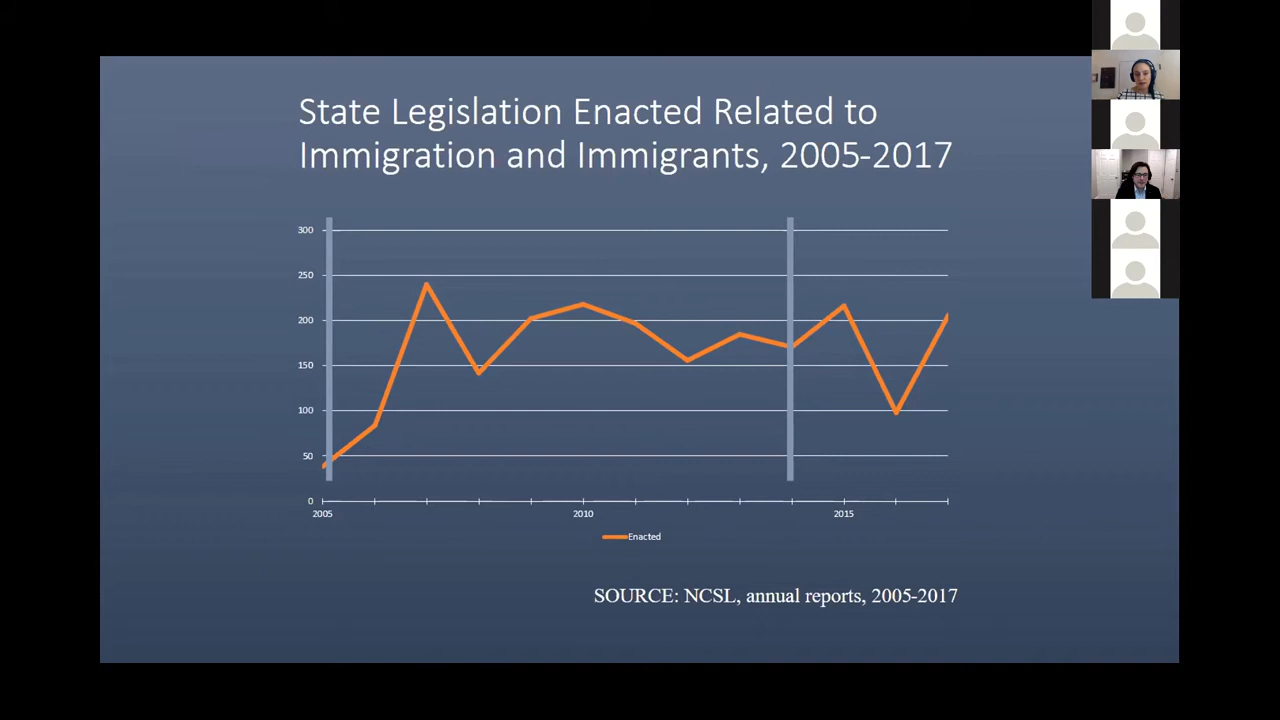 State Legislation Enacted Related to
Immigration and Immigrants, 2005-2017
300
250
200
150
100
50
0
2005
2010
2015
Enacted
SOURCE: NCSL, annual reports, 2005-2017